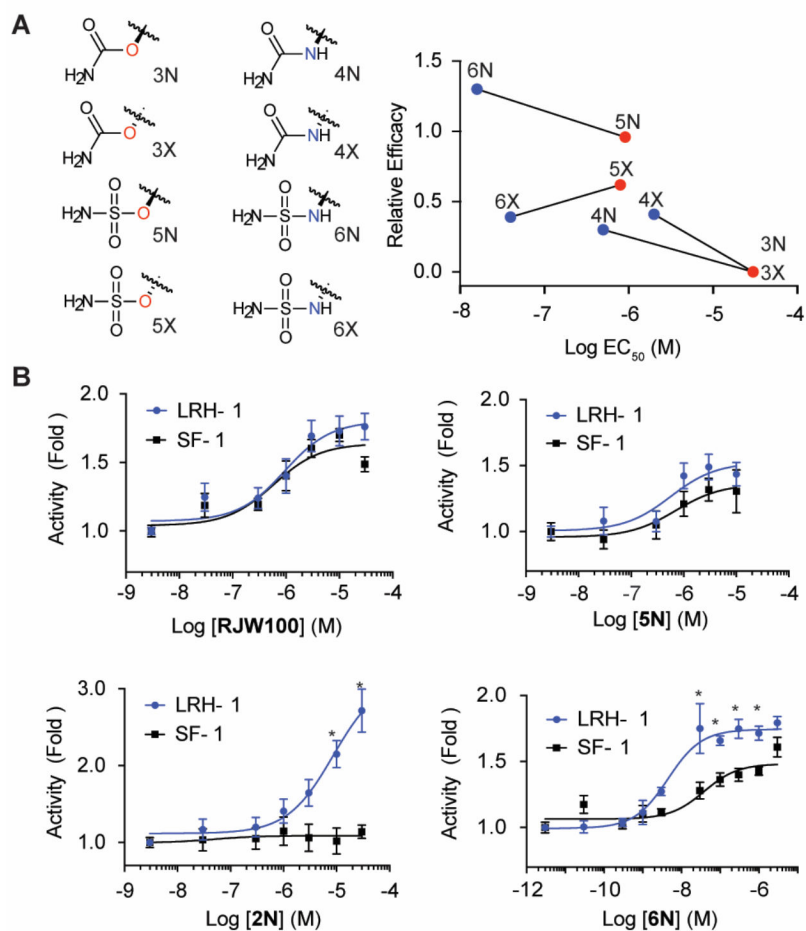 A
O
O
H2N
3N
O
NH
H2N
4N
O
O
H2N
3X
O
NH
H2N
4X
O
H2N S O
O
5N
O
H2N S NH
O
6N
O
H2N S O
O
5X
O
H2N S NH
O
6X
Relative Efficacy
1.5
1.0
0.5
0.0
6N
5N
5X
6X
4N
4X
3N
3X
-8 -7 -6 -5 -4
Log EC50 (M)
B
Activity (Fold )
2.0
1.5
1.0
LRH- 1
SF- 1
-9 -8 -7 -6 -5 -4
Log [RJW100] (M)
Activity (Fold )
2.0
1.5
1.0
LRH- 1
SF- 1
-9 -8 -7 -6 -5 -4
Log [5N] (M)
Activity (Fold )
3.0
2.0
1.0
LRH- 1
SF- 1
* *
-9 -8 -7 -6 -5 -4
Log [2N] (M)
Activity (Fold )
2.0
1.5
1.0
LRH- 1
SF- 1
* * * *
-12 -10 -8 -6
Log [6N] (M)